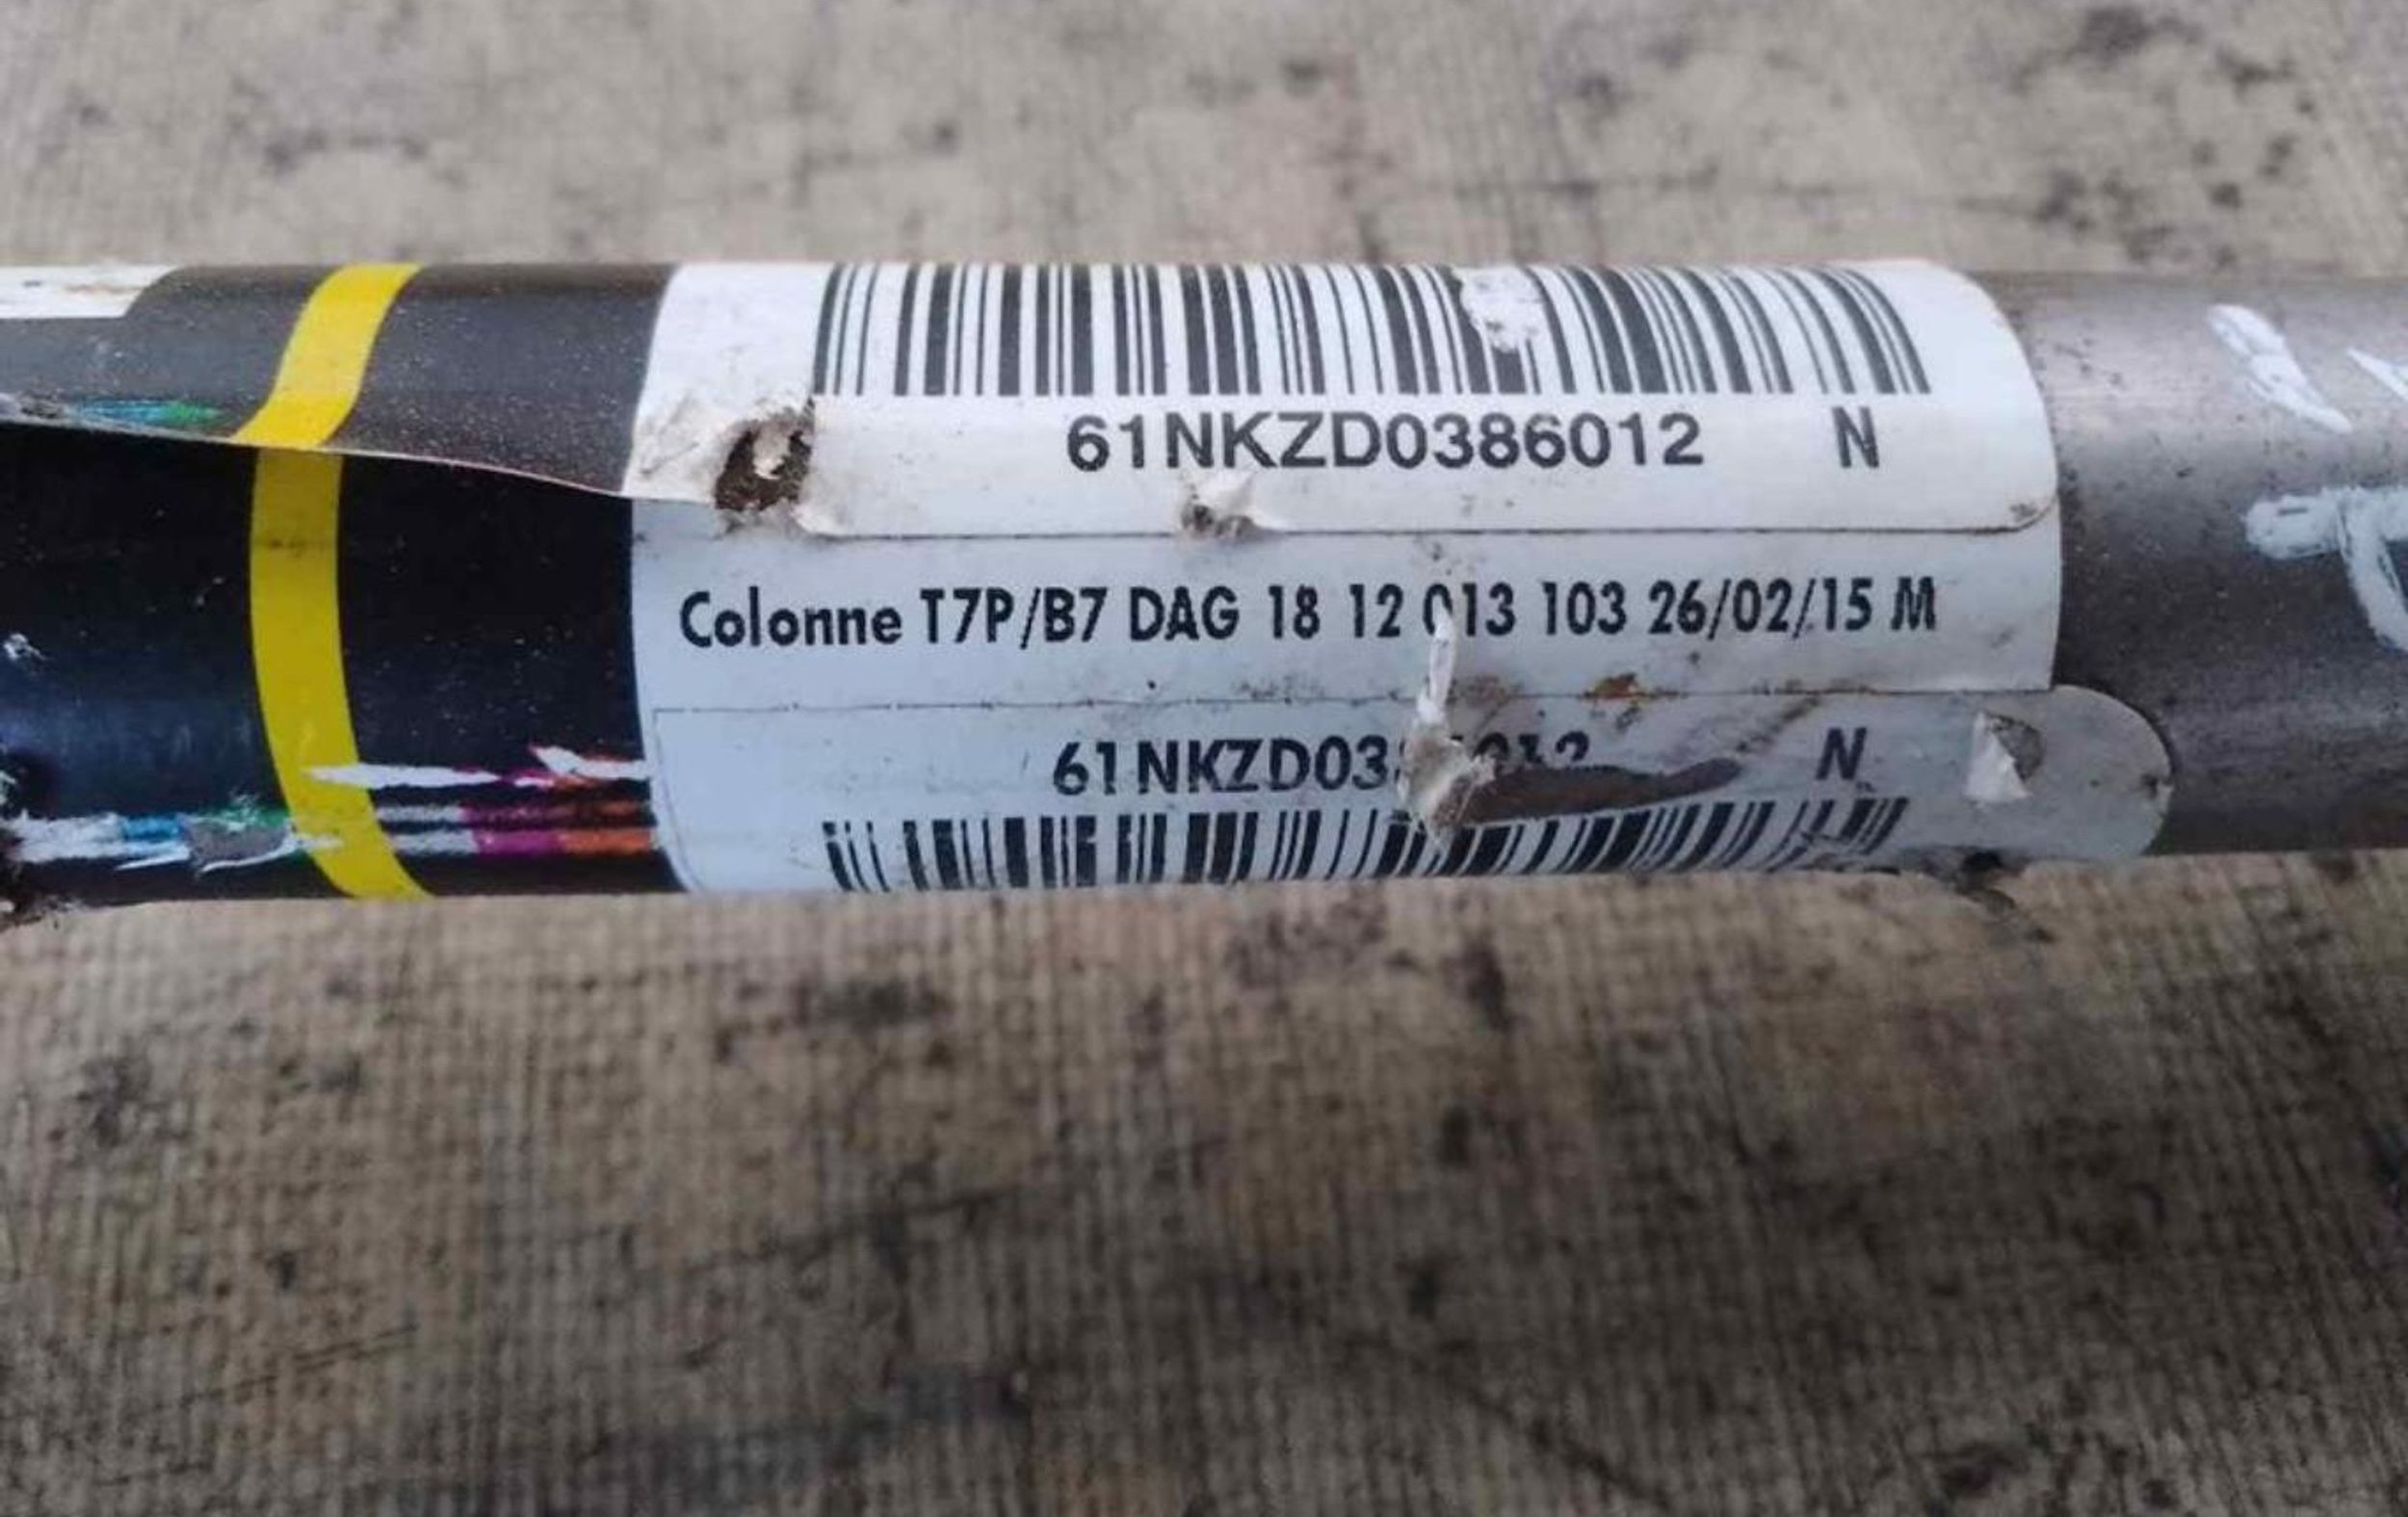 61NKZD0386012 N
Colonne T7P/B7 DAG 18 12 013 103 26/02/15 M
N